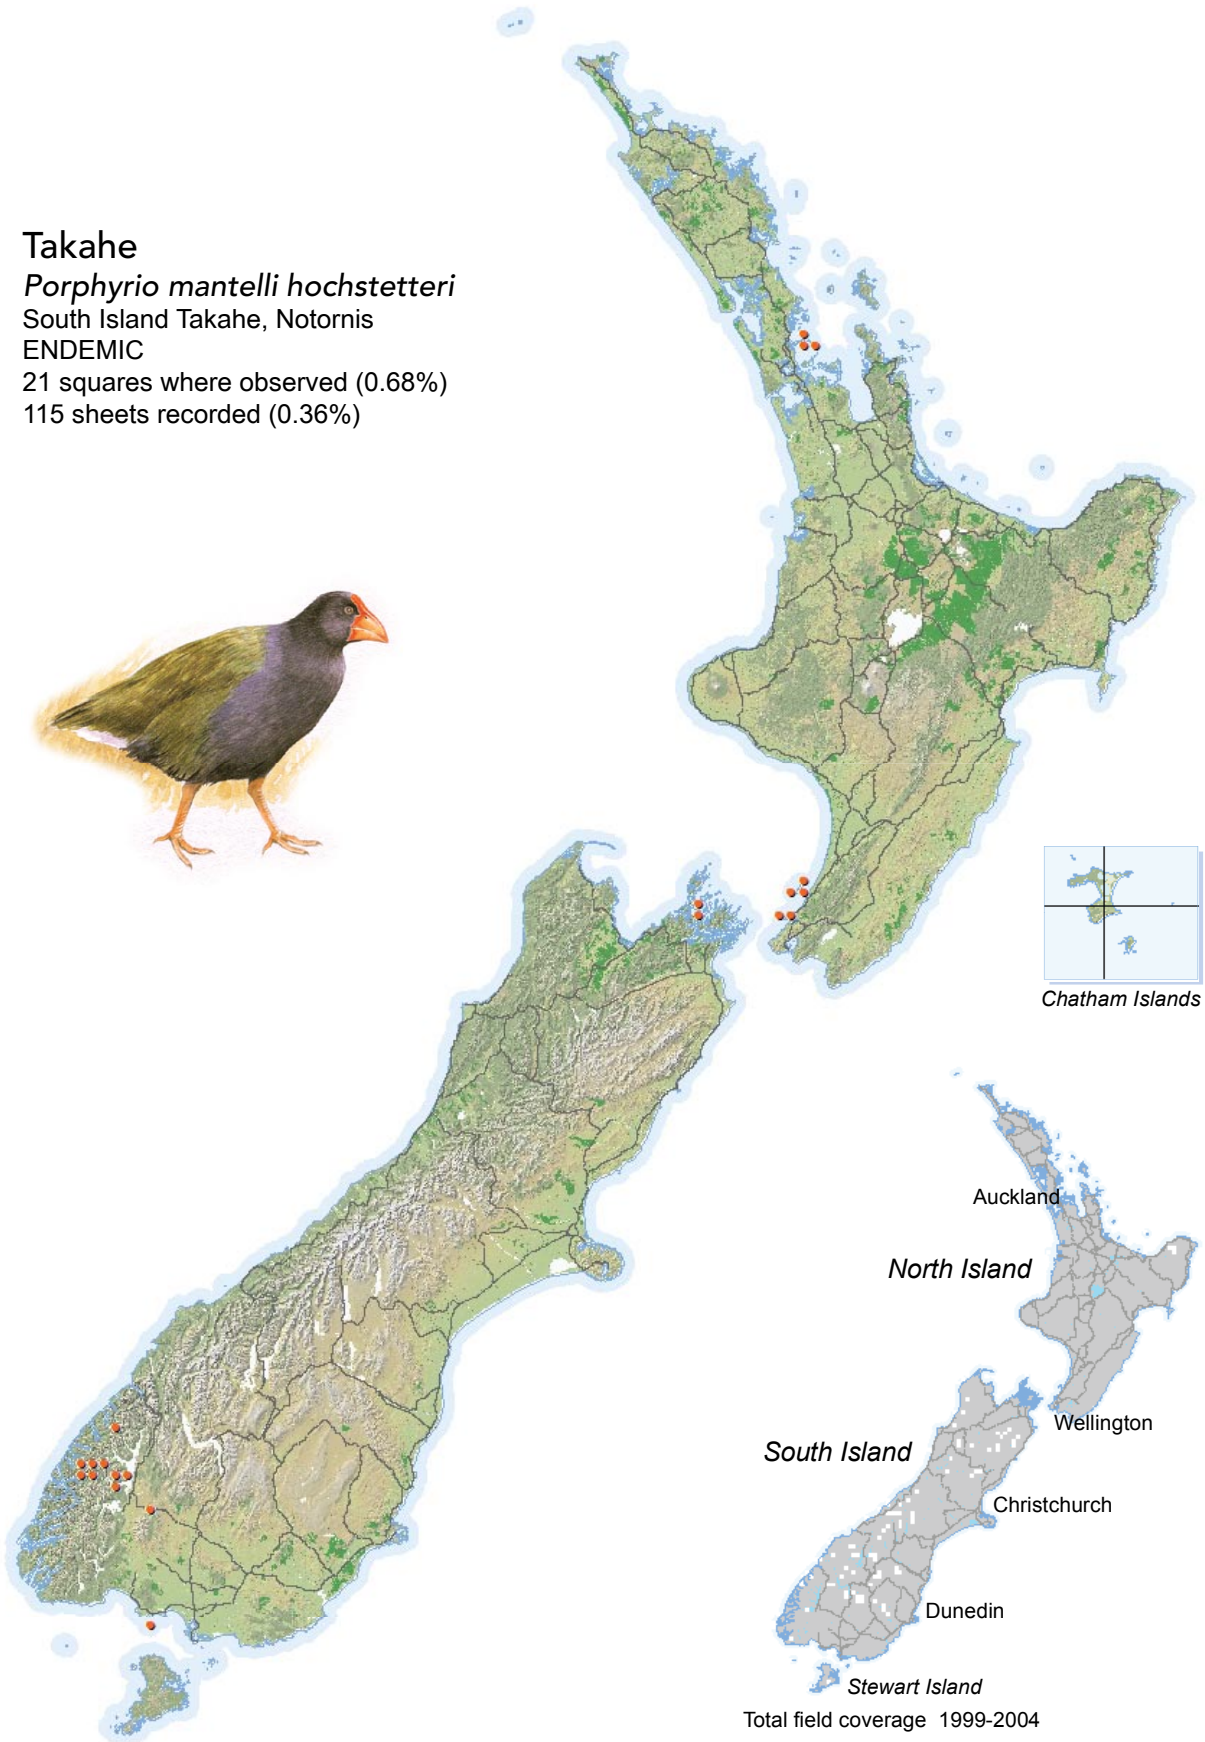 Takahe
Porphyrio mantelli hochstetteri
South Island Takahe, Notornis
ENDEMIC
21 squares where observed (0.68%)
115 sheets recorded (0.36%)
Chatham Islands
Auckland
North Island
Wellington
South Island
Christchurch
Dunedin
Stewart Island
Total field coverage 1999-2004